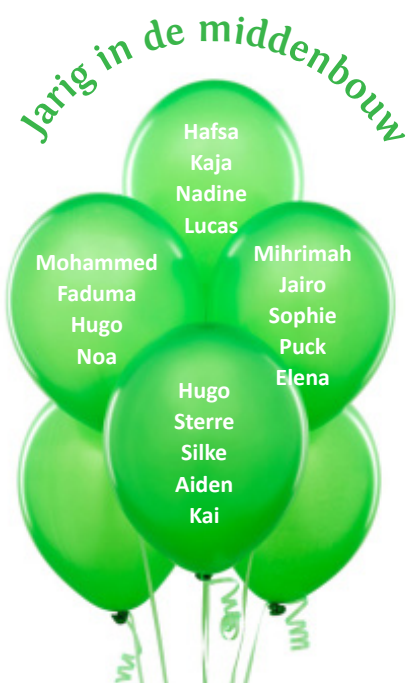 Jarig in de middenbouw
Hafsa
Kaja
Nadine
Lucas
Mohammed
Faduma
Hugo
Noa
Mihrimah
Jairo
Sophie
Puck
Elena
Hugo
Sterre
Silke
Aiden
Kai